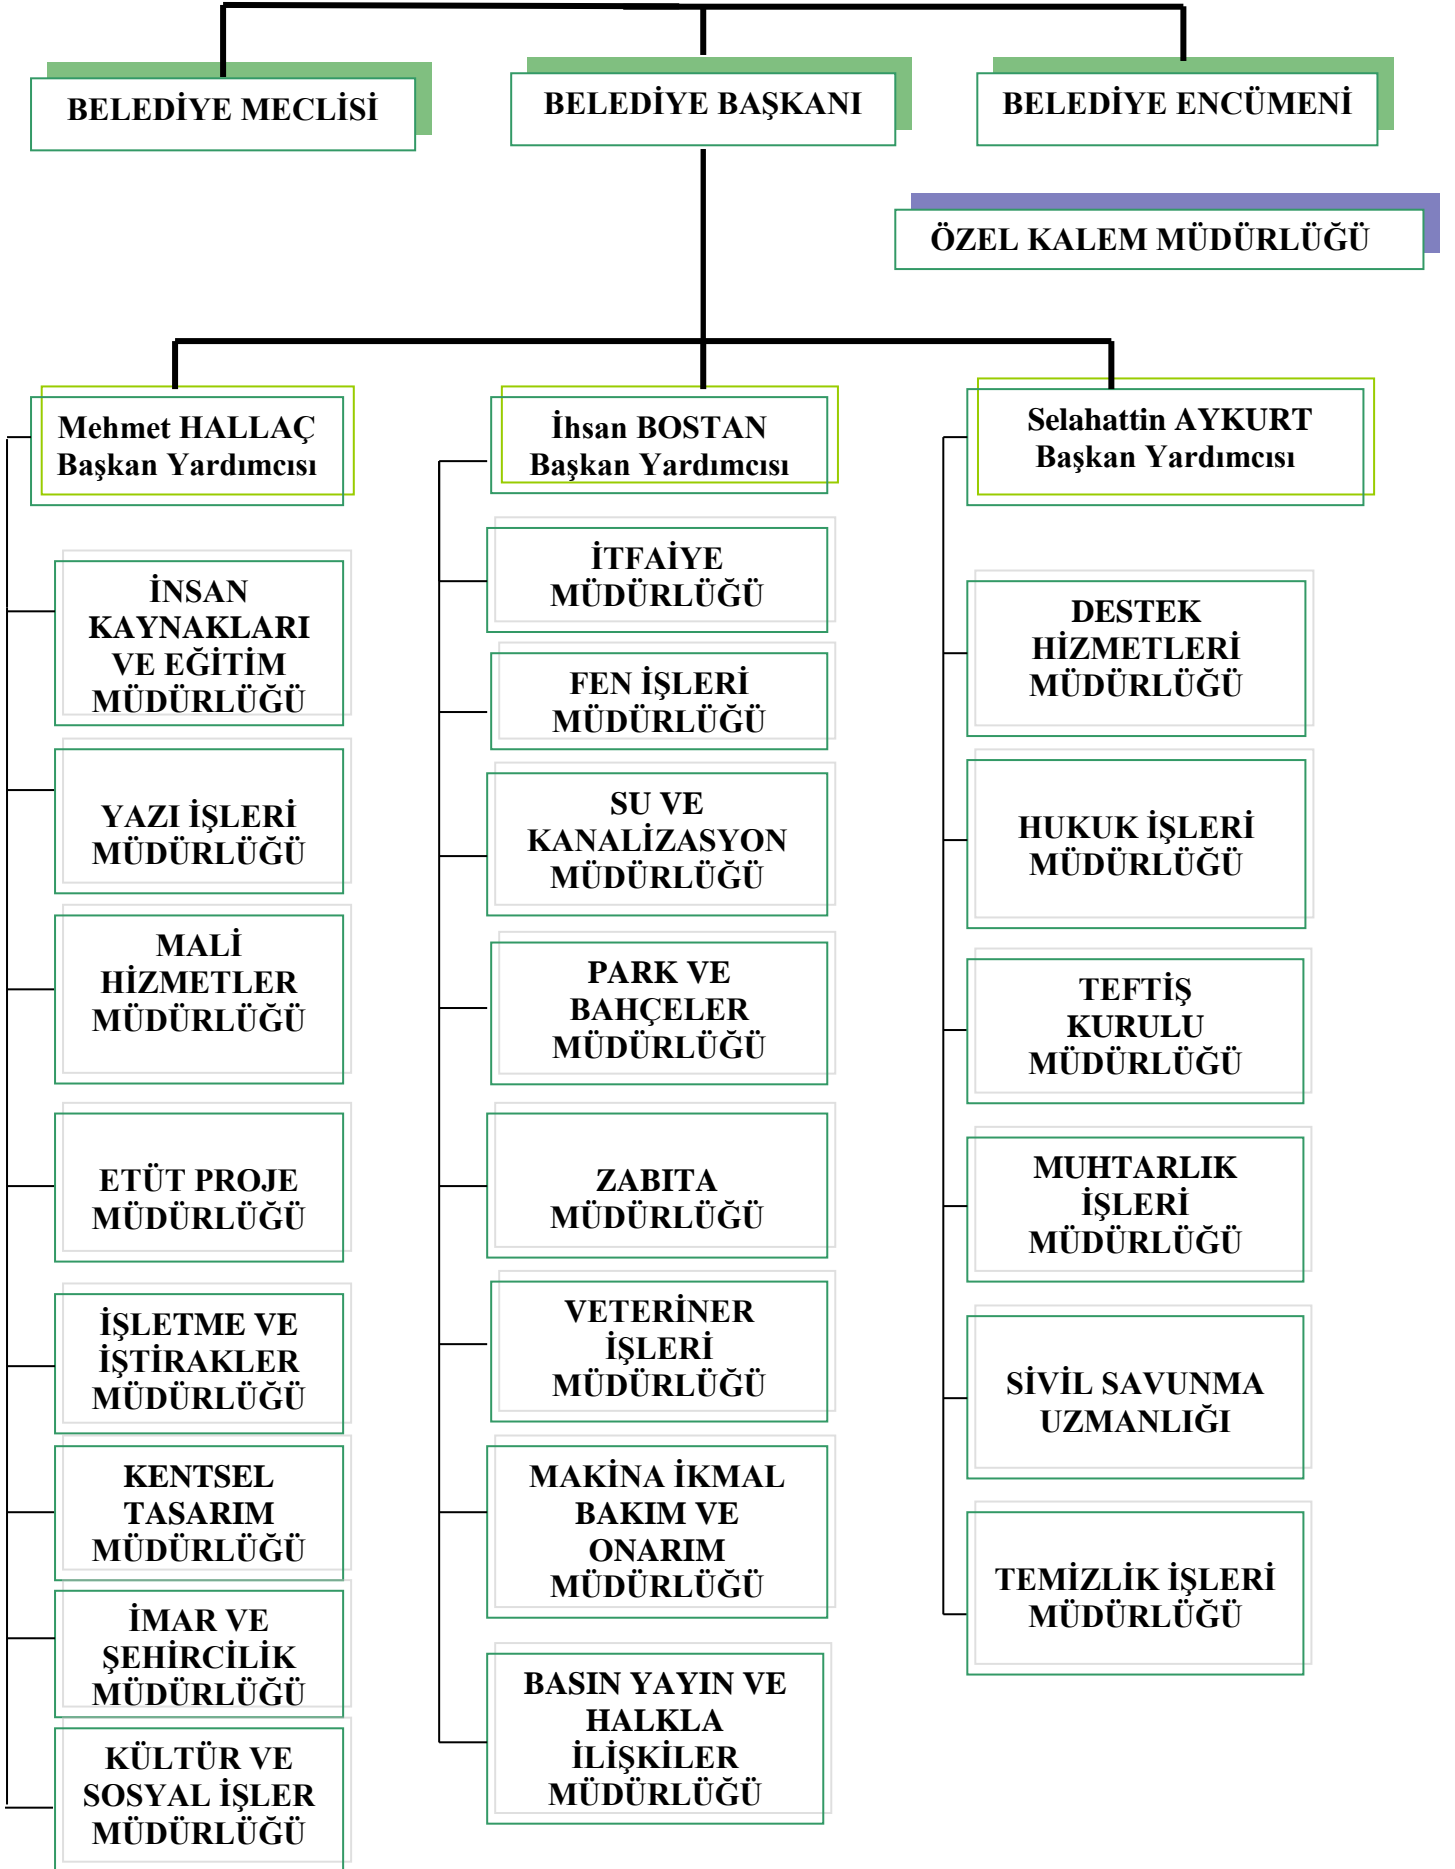 BELEDİYE MECLİSİ
BELEDİYE BAŞKANI
BELEDİYE ENCÜMENİ
ÖZEL KALEM MÜDÜRLÜĞÜ
Mehmet HALLAÇ
Başkan Yardımcısı
İNSAN
KAYNAKLARI
VE EĞİTİM
MÜDÜRLÜĞÜ
YAZI İŞLERİ
MÜDÜRLÜĞÜ
MALİ
HİZMETLER
MÜDÜRLÜĞÜ
ETÜT PROJE
MÜDÜRLÜĞÜ
İŞLETME VE
İŞTİRAKLER
MÜDÜRLÜĞÜ
KENTSEL
TASARIM
MÜDÜRLÜĞÜ
İMAR VE
ŞEHİRCİLİK
MÜDÜRLÜĞÜ
KÜLTÜR VE
SOSYAL İŞLER
MÜDÜRLÜĞÜ
İhsan BOSTAN
Başkan Yardımcısı
İTFAİYE
MÜDÜRLÜĞÜ
FEN İŞLERİ
MÜDÜRLÜĞÜ
SU VE
KANALİZASYON
MÜDÜRLÜĞÜ
PARK VE
BAHÇELER
MÜDÜRLÜĞÜ
ZABITA
MÜDÜRLÜĞÜ
VETERİNER
İŞLERİ
MÜDÜRLÜĞÜ
MAKİNA İKMAL
BAKIM VE
ONARIM
MÜDÜRLÜĞÜ
BASIN YAYIN VE
HALKLA
İLİŞKİLER
MÜDÜRLÜĞÜ
Selahattin AYKURT
Başkan Yardımcısı
DESTEK
HİZMETLERİ
MÜDÜRLÜĞÜ
HUKUK İŞLERİ
MÜDÜRLÜĞÜ
TEFTİŞ
KURULU
MÜDÜRLÜĞÜ
MUHTARLIK
İŞLERİ
MÜDÜRLÜĞÜ
SİVİL SAVUNMA
UZMANLIĞI
TEMİZLİK İŞLERİ
MÜDÜRLÜĞÜ